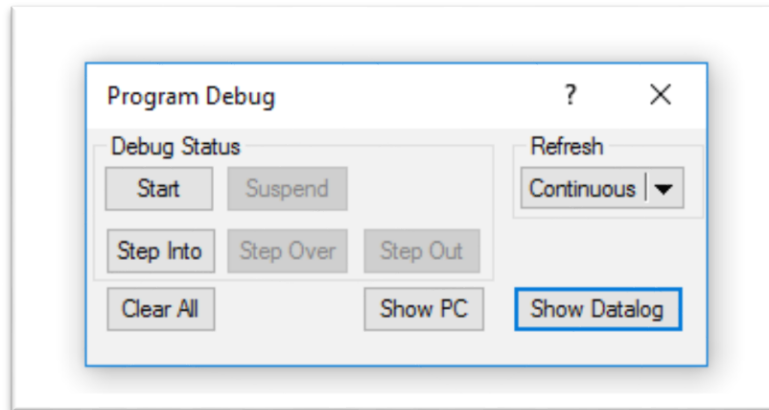 Program Debug ? ✕
Debug Status Refresh
Start Suspend Continuous
Step Into Step Over Step Out
Clear All Show PC Show Datalog